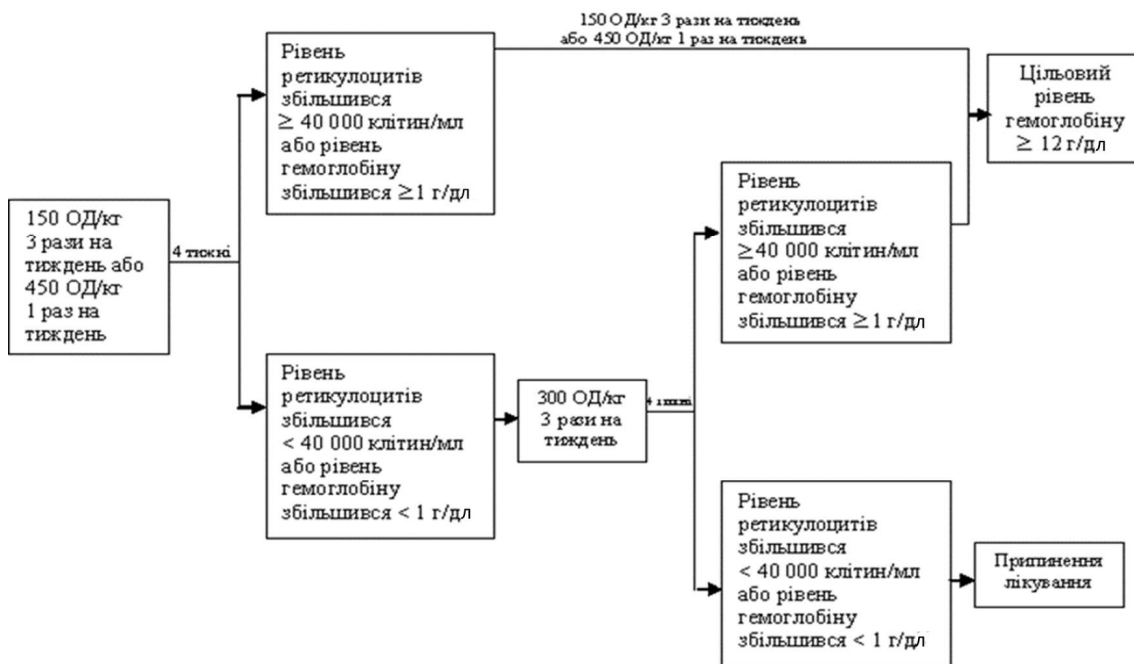 150 ОД/кг 3 рази на тиждень
або 450 ОД/кг 1 раз на тиждень
Рівень
ретикулоцитів
збільшився
≥ 40 000 клітин/мл
або рівень
гемоглобіну
збільшився ≥1 г/дл
Цільовий
рівень
гемоглобіну
≥ 12 г/дл
150 ОД/кг
3 рази на
тиждень або
450 ОД/кг
1 раз на
тиждень
4 тижні
Рівень
ретикулоцитів
збільшився
≥40 000 клітин/мл
або рівень
гемоглобіну
збільшився ≥ 1 г/дл
Рівень
ретикулоцитів
збільшився
< 40 000 клітин/мл
або рівень
гемоглобіну
збільшився < 1 г/дл
300 ОД/кг
3 рази на
тиждень
4 тижні
Рівень
ретикулоцитів
збільшився
< 40 000 клітин/мл
або рівень
гемоглобіну
збільшився < 1 г/дл
Припинення
лікування